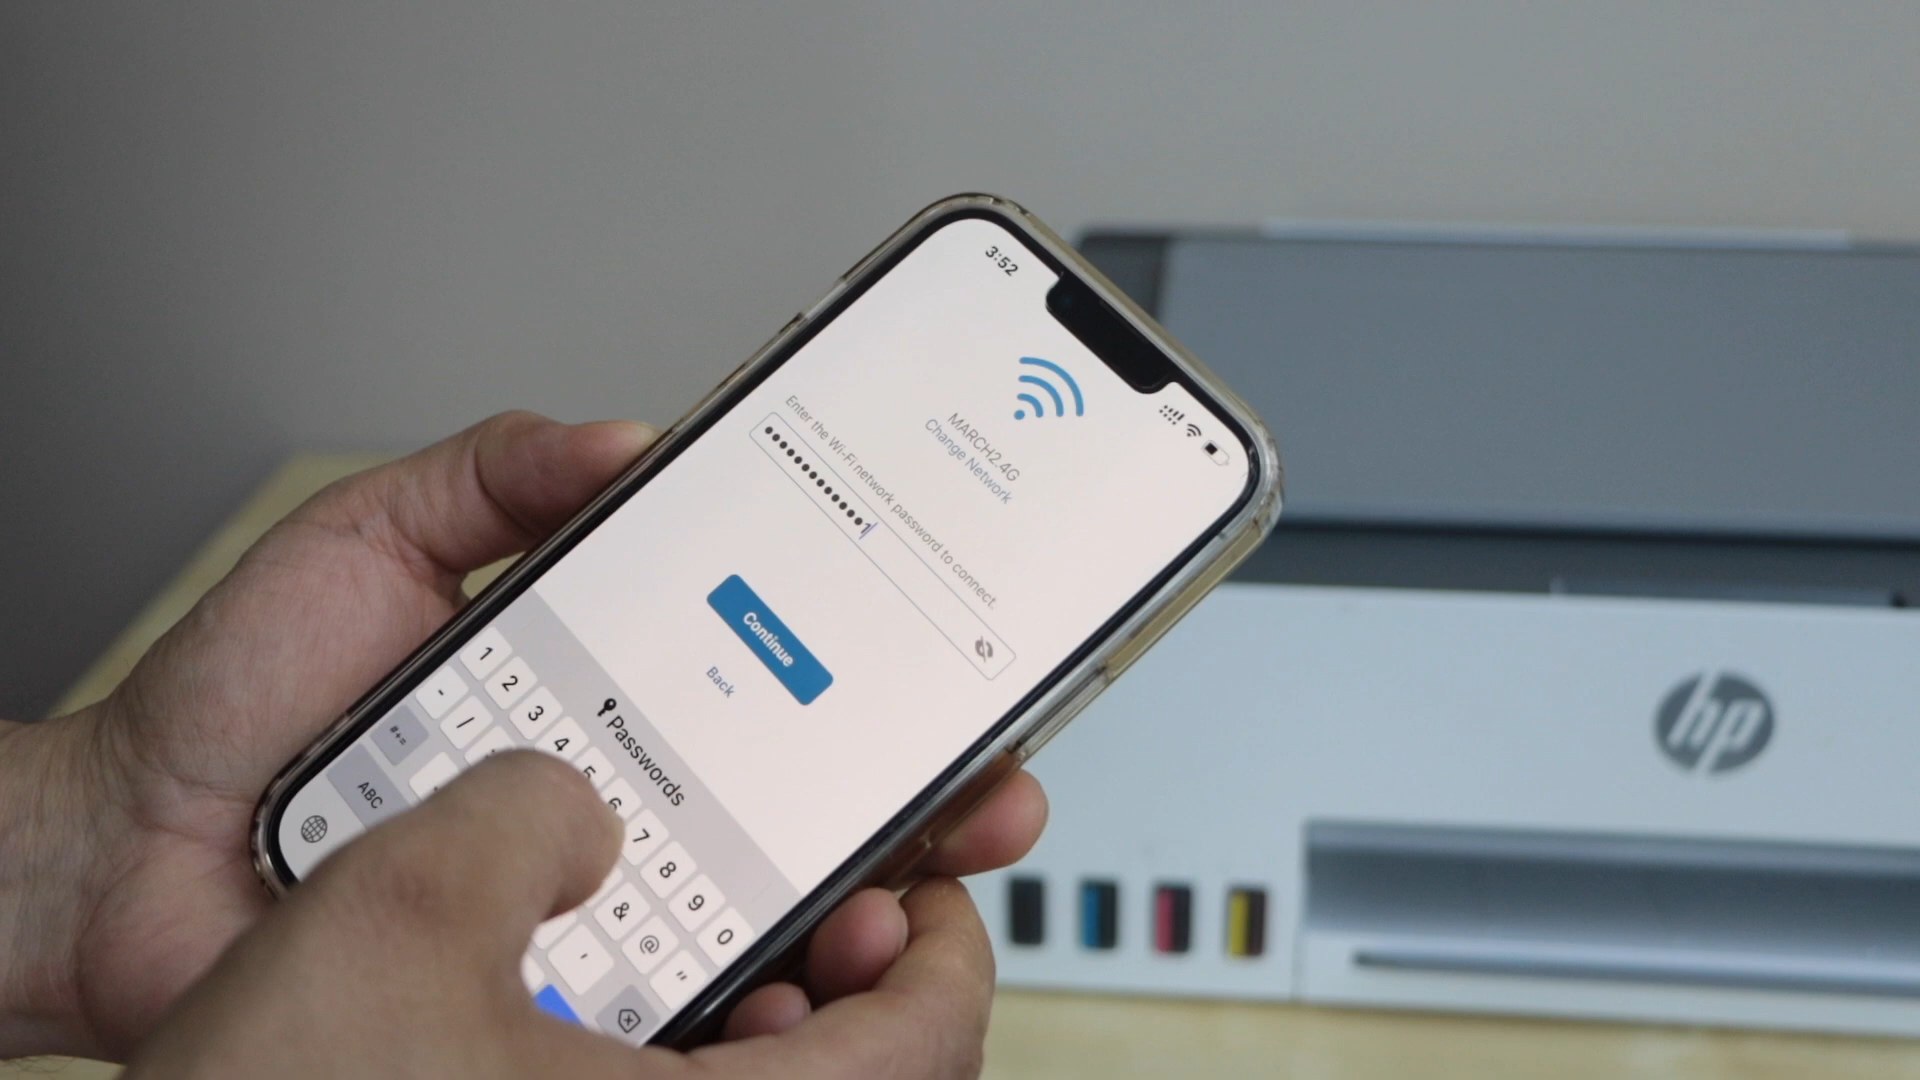 3:52
MARCH2.4G
Change Network
Enter the Wi-Fi network password to connect.
••••••••••••••1
Continue
Back
Passwords
1 2 3 4 5 6 7 8 9 0
- / & @ "
#+= ,
ABC
hp